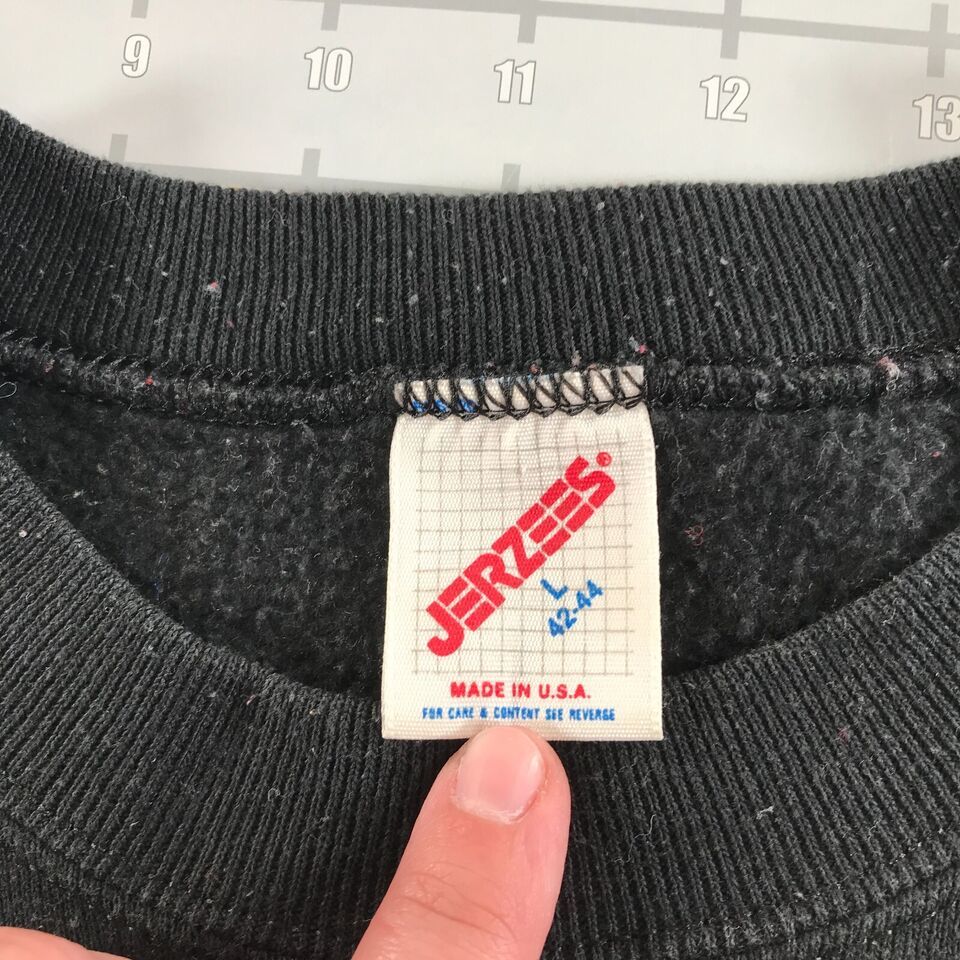 9 10 11 12 13
JERZEES®
L
42-44
MADE IN U.S.A.
FOR CARE & CONTENT SEE REVERSE